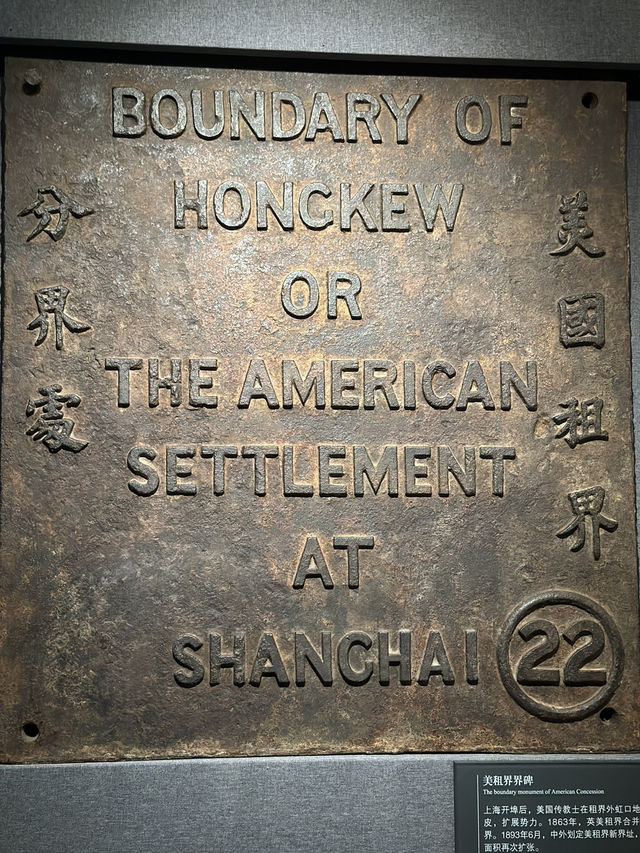 BOUNDARY OF
HONGKEW
OR
THE AMERICAN
SETTLEMENT
AT
SHANGHAI 22
美國租界
分界處
美租界界碑
The boundary monument of American Concession
上海开埠后，美国传教士在租界外虹口地
皮，扩展势力。1863年，英美租界合并
界。1893年6月，中外划定美租界新界址，
面积再次扩张。